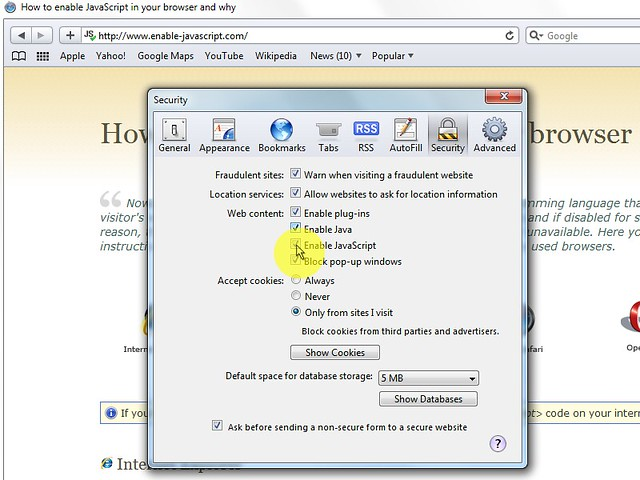 How to enable JavaScript in your browser and why
JS http://www.enable-javascript.com/
Google
Apple Yahoo! Google Maps YouTube Wikipedia News (10) Popular
Security
How
browser
General Appearance Bookmarks Tabs RSS AutoFill Security Advanced
RSS
Fraudulent sites: Warn when visiting a fraudulent website
Location services: Allow websites to ask for location information
Now
mming language tha
Web content: Enable plug-ins
visitor's
and if disabled for s
Enable Java
reason,
unavailable. Here yo
Enable JavaScript
instructi
used browsers.
Block pop-up windows
Accept cookies: Always
Never
Only from sites I visit
Block cookies from third parties and advertisers.
Intern
afari
Ope
Show Cookies
Default space for database storage: 5 MB
Show Databases
If you
pt> code on your intern
Ask before sending a non-secure form to a secure website
?
Internet Explorer